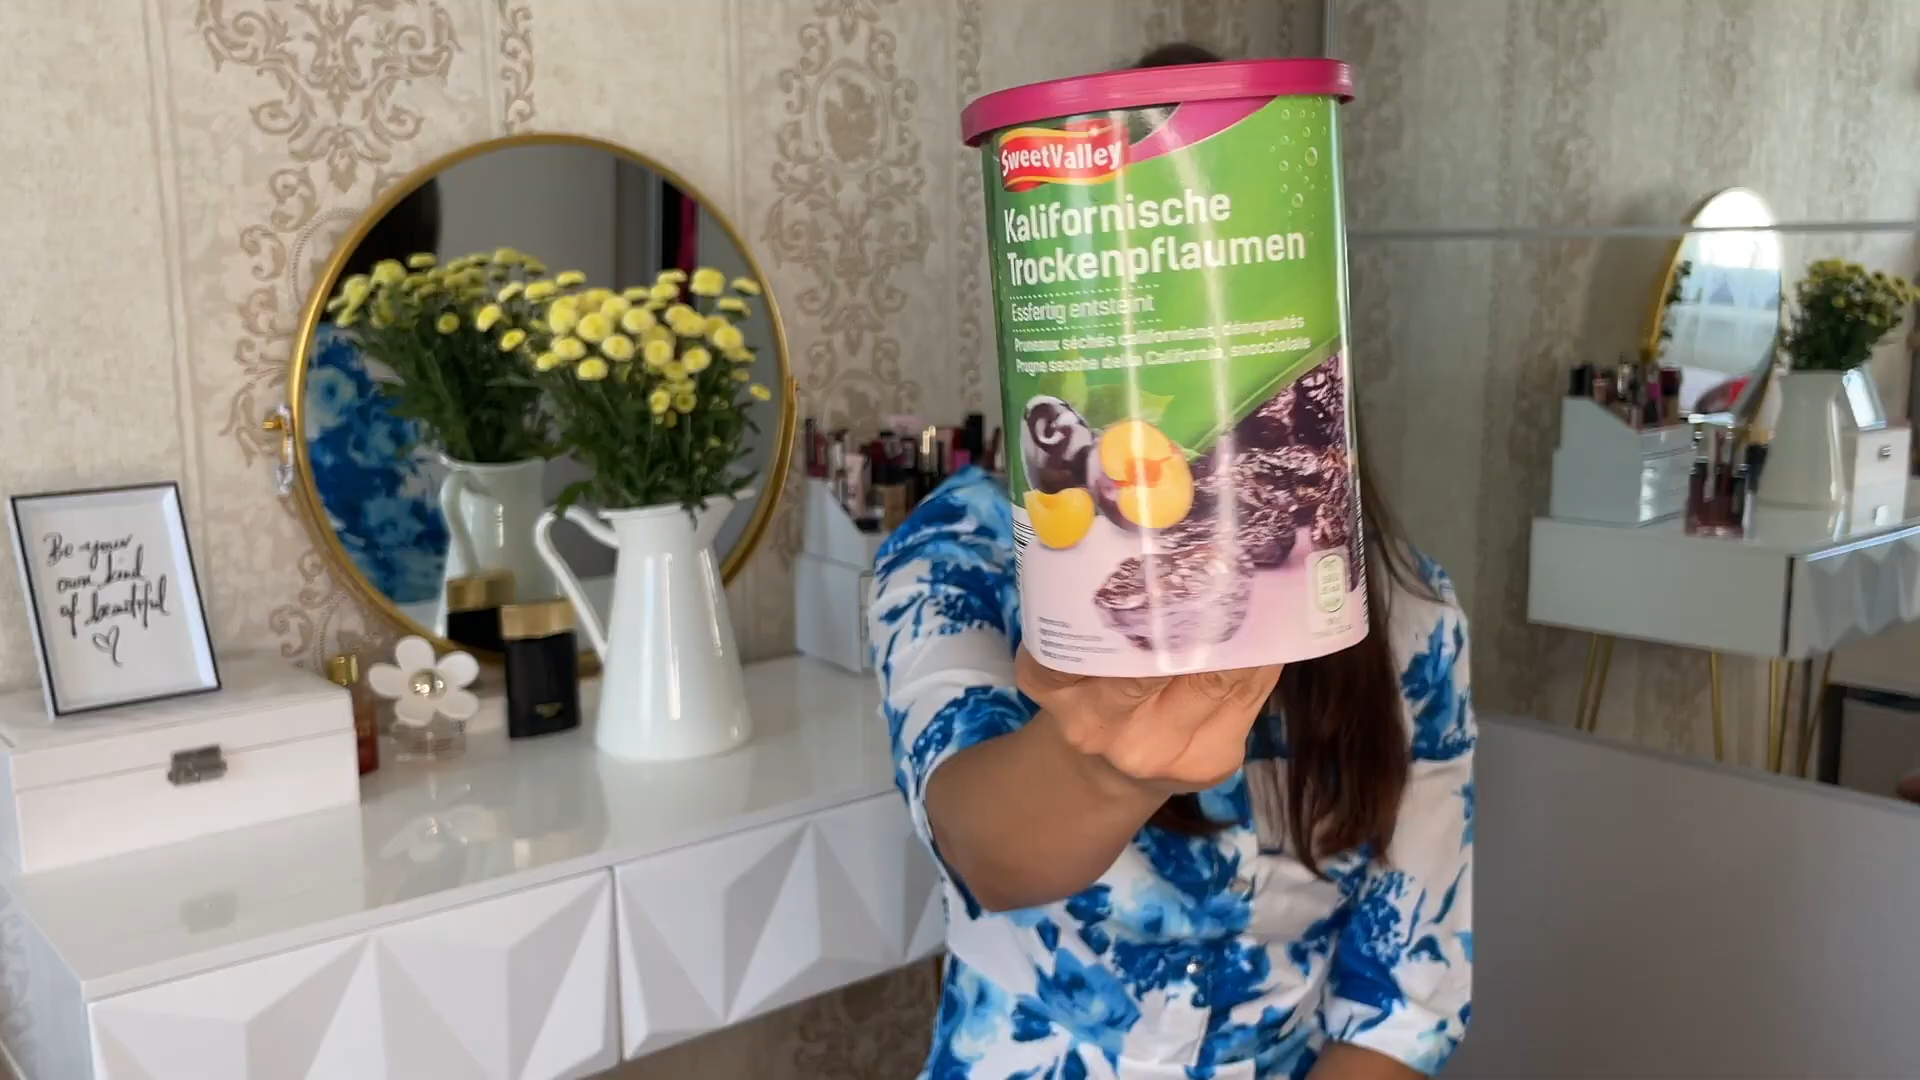 Be your
own kind
of beautiful
SweetValley
Kalifornische
Trockenpflaumen
Essfertig entsteint
Pruneaux séchés californiens, dénoyautés
Prugne secche della California, snocciolate